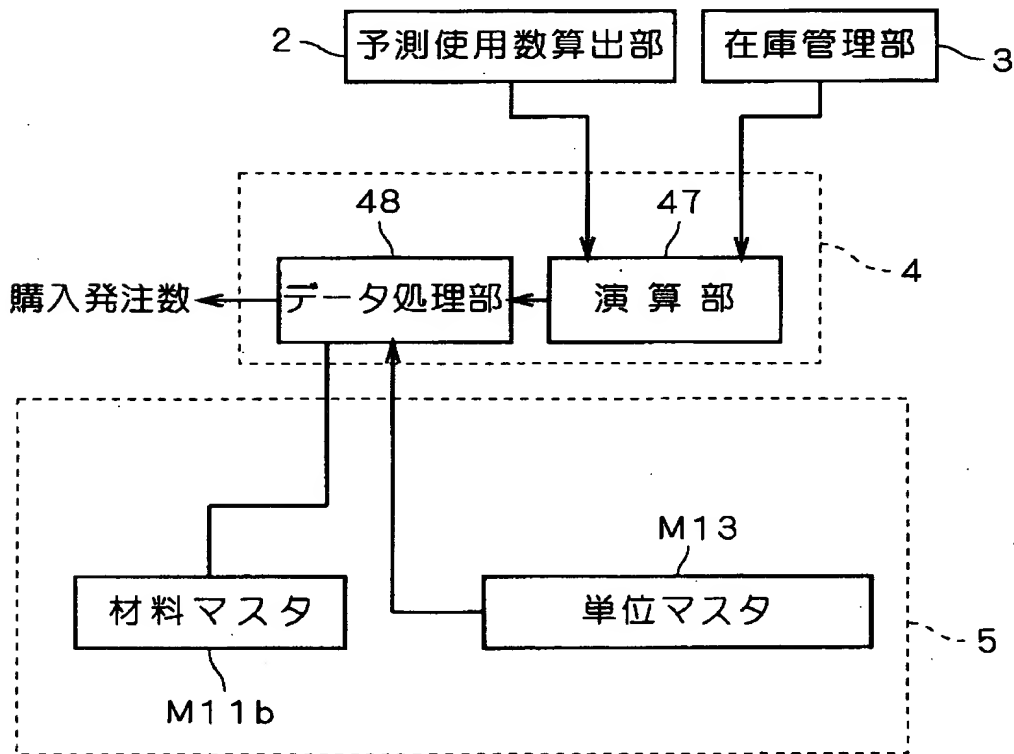 2
予測使用数算出部
在庫管理部
3
48
47
4
購入発注数
データ処理部
演算部
M13
材料マスタ
単位マスタ
5
M11b